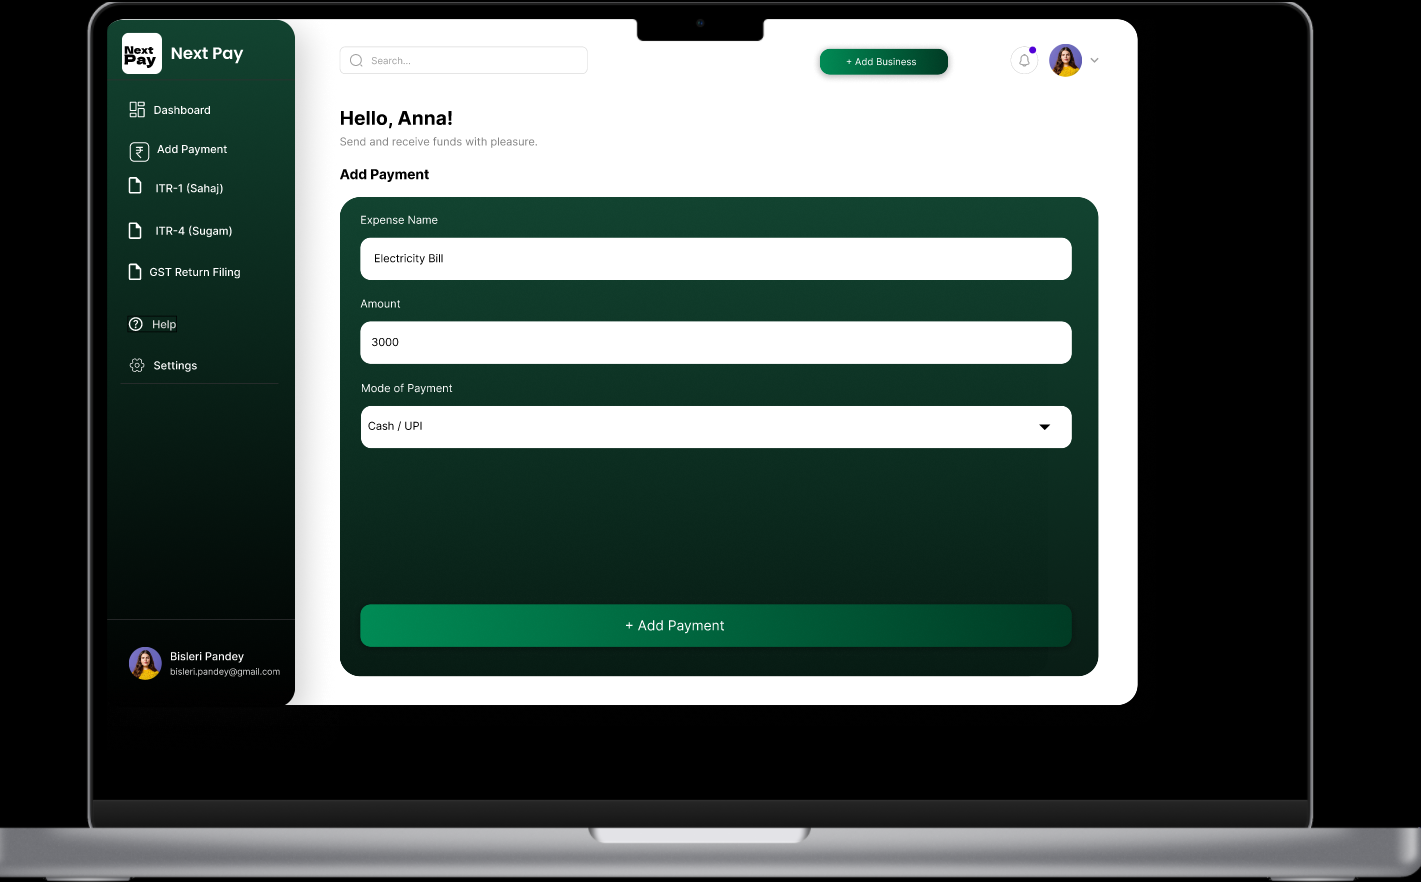 Next
Pay
Next Pay
Dashboard
Add Payment
ITR-1 (Sahaj)
ITR-4 (Sugam)
GST Return Filing
Help
Settings
Bisleri Pandey
bisleri.pandey@gmail.com
Search...
+ Add Business
Hello, Anna!
Send and receive funds with pleasure.
Add Payment
Expense Name
Electricity Bill
Amount
3000
Mode of Payment
Cash / UPI
+ Add Payment